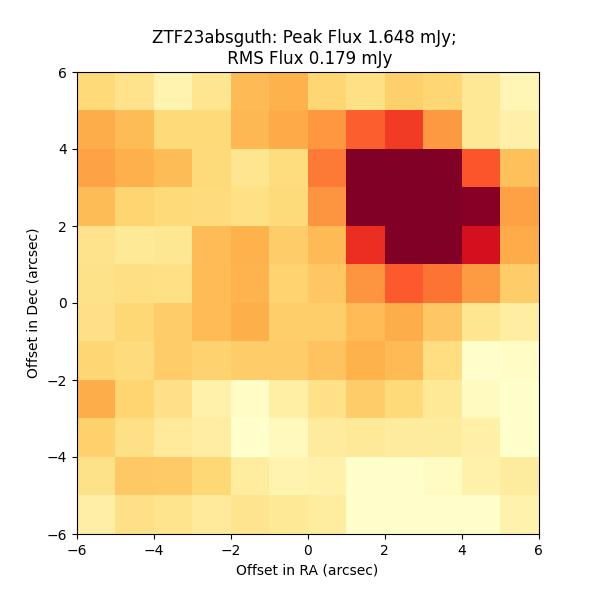 ZTF23absguth: Peak Flux 1.648 mJy;
RMS Flux 0.179 mJy
6
4
2
0
−2
−4
−6
Offset in Dec (arcsec)
−6 −4 −2 0 2 4 6
Offset in RA (arcsec)